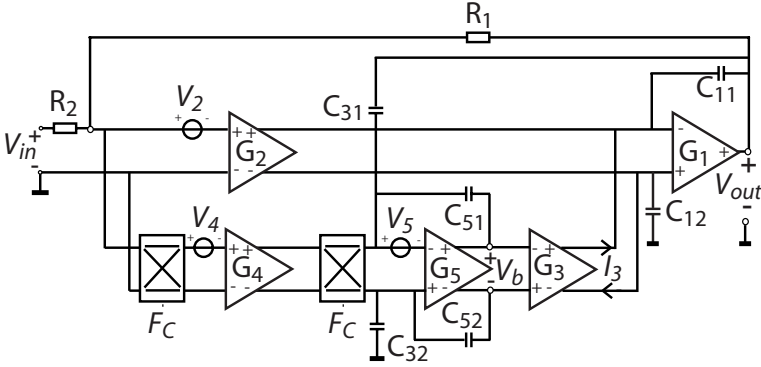 R1
C11
V2
+ -
C31
R2
Vin
+
-
+ +
- -
G2
-
+
G1
+
Vout
+
-
C12
C51
V4
+ -
V5
+ -
+ +
- -
G4
- +
+ -
G5
+
Vb
-
- +
+ -
G3
I3
FC
FC
C52
C32